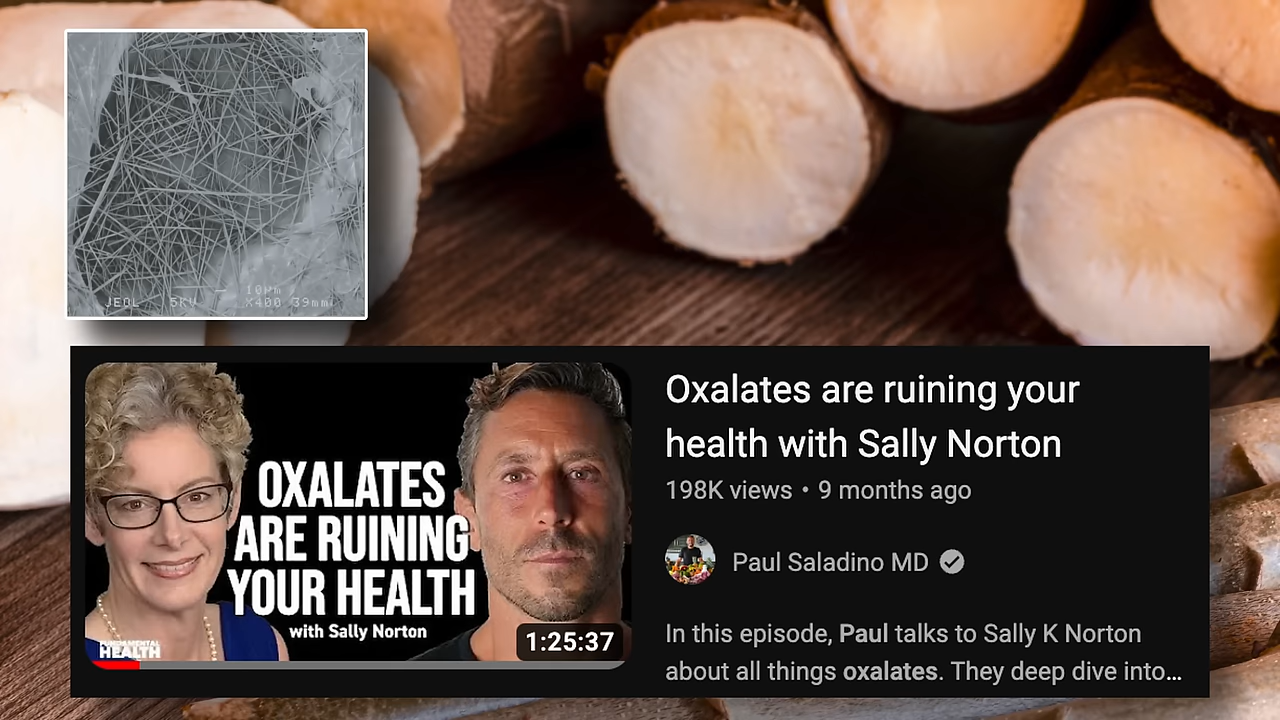 JEOL 5KV 10µm
X400 39mm
OXALATES
ARE RUINING
YOUR HEALTH
with Sally Norton
FUNDAMENTAL
HEALTH
1:25:37
Oxalates are ruining your
health with Sally Norton
198K views • 9 months ago
Paul Saladino MD
In this episode, Paul talks to Sally K Norton
about all things oxalates. They deep dive into...